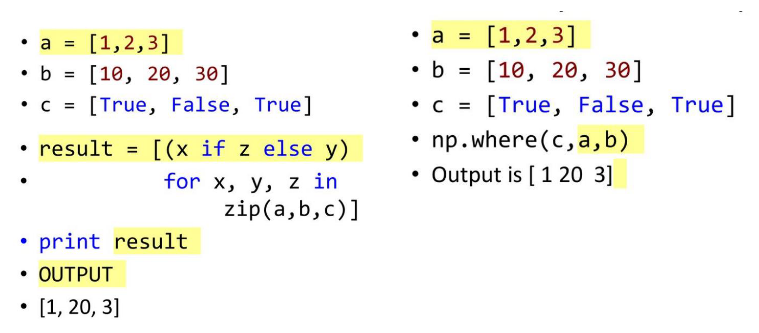 • a = [1,2,3]
• b = [10, 20, 30]
• c = [True, False, True]
• result = [(x if z else y)
• for x, y, z in
zip(a,b,c)]
• print result
• OUTPUT
• [1, 20, 3]
• a = [1,2,3]
• b = [10, 20, 30]
• c = [True, False, True]
• np.where(c,a,b)
• Output is [ 1 20 3]